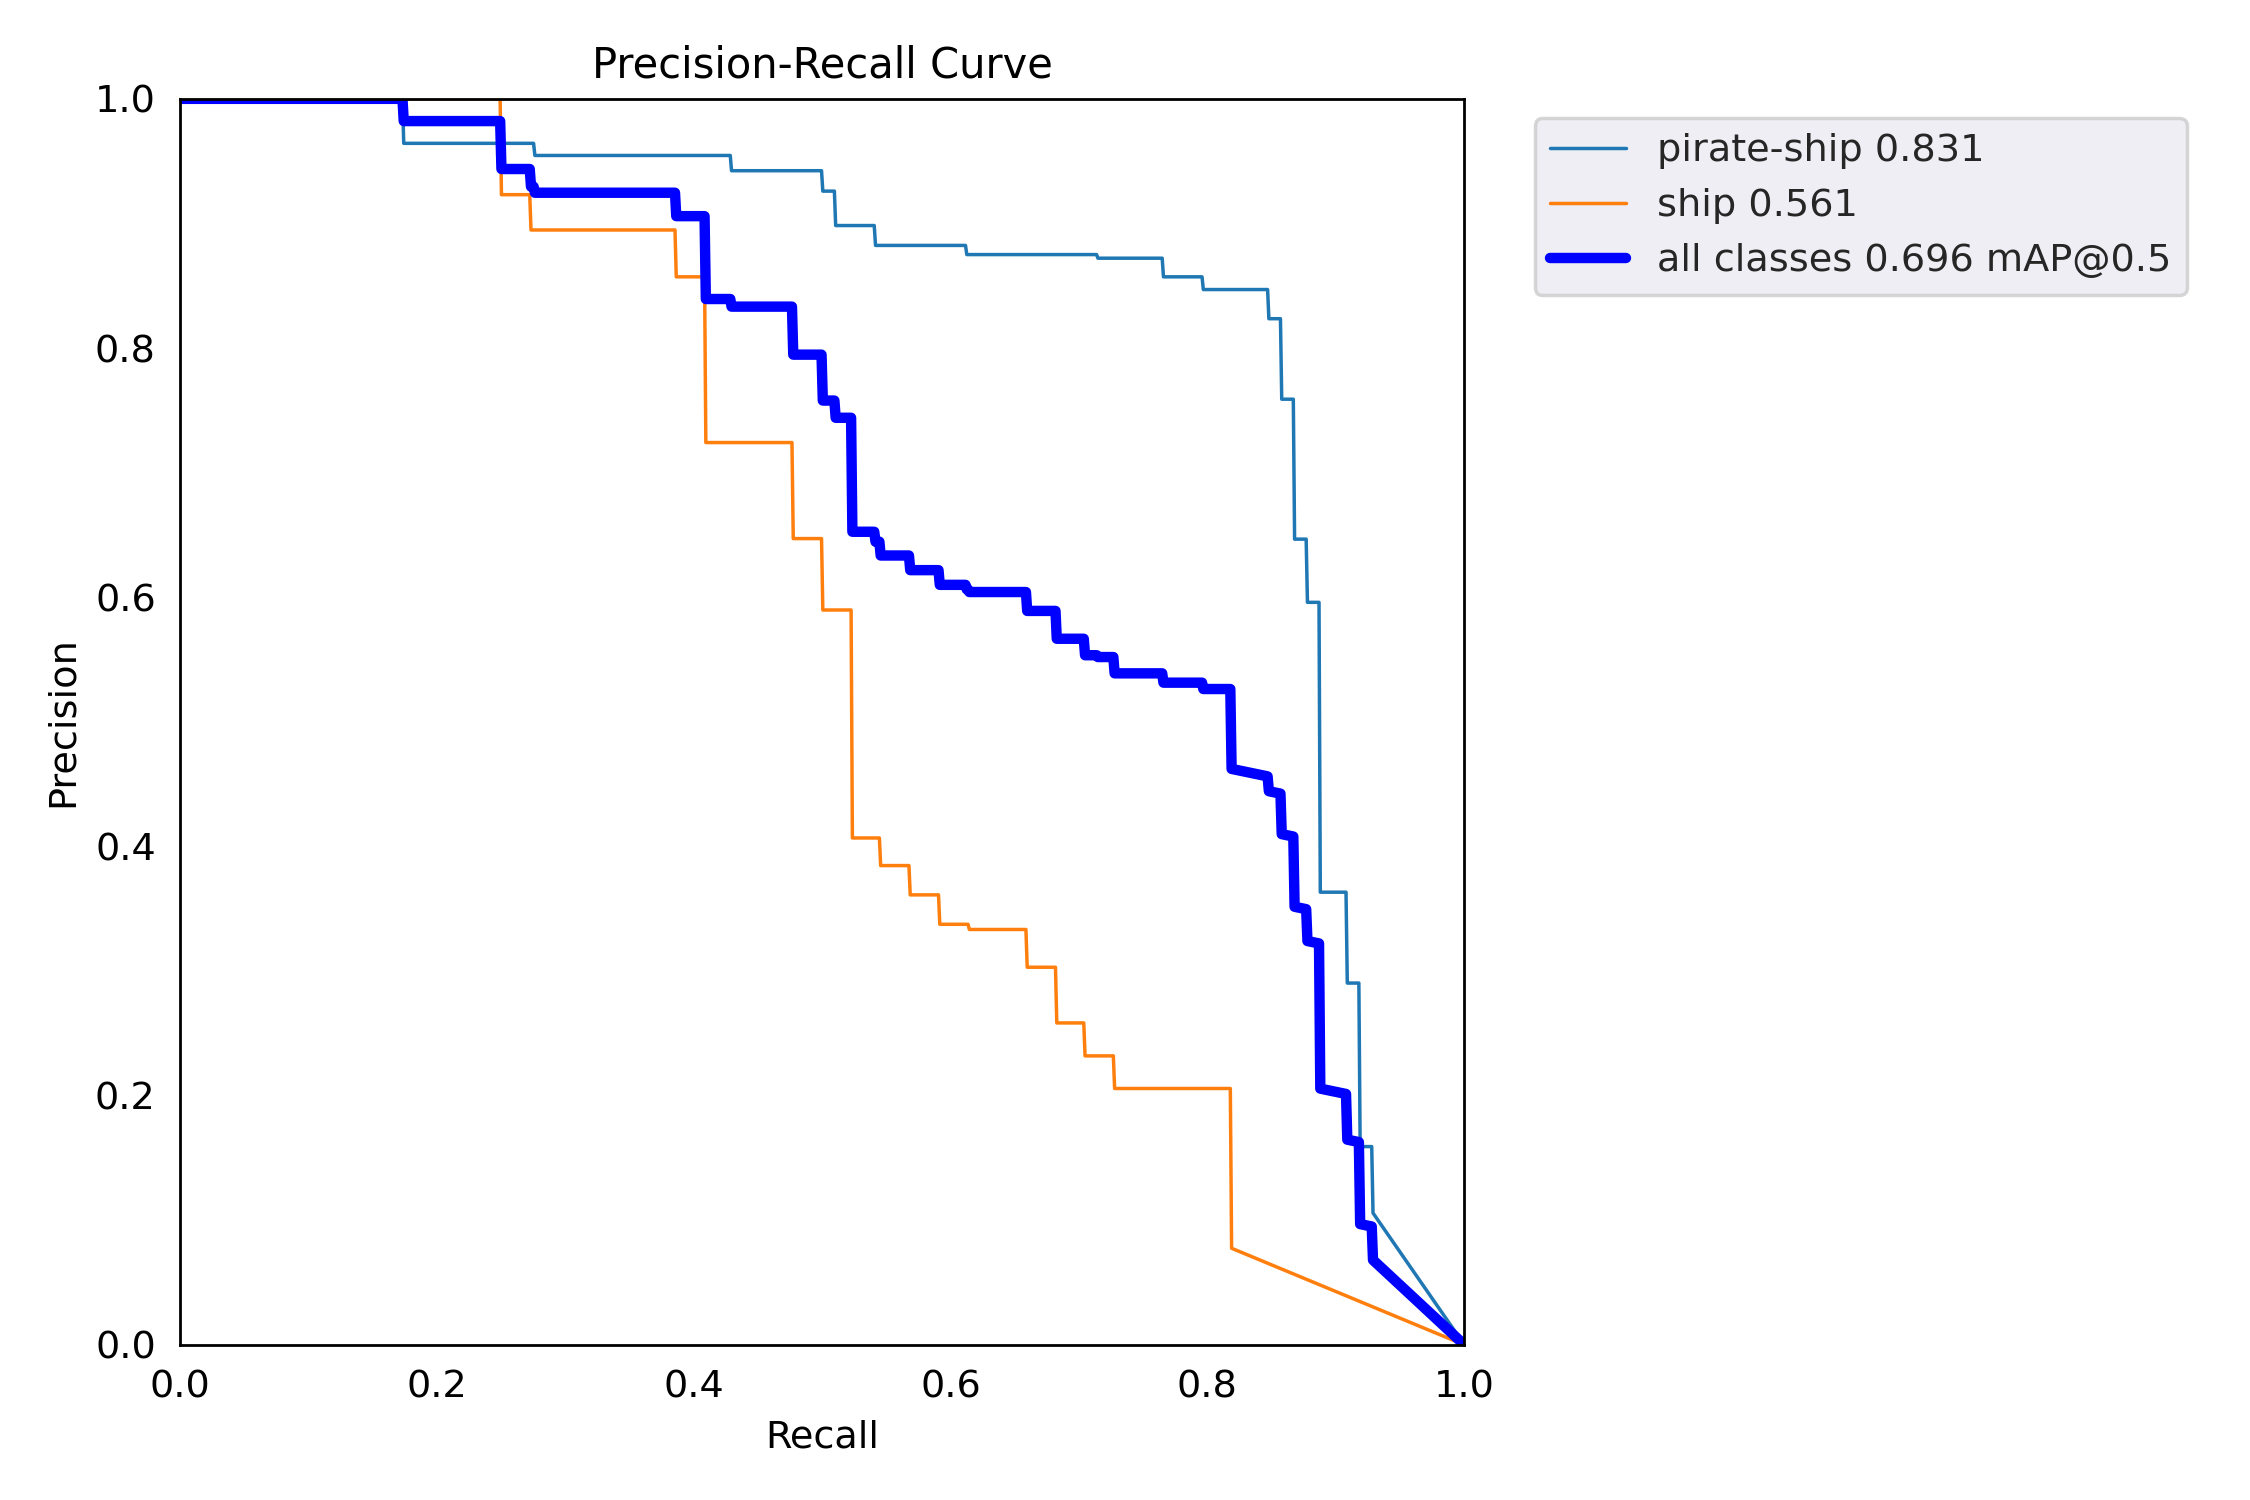 Precision-Recall Curve
1.0
0.8
0.6
0.4
0.2
0.0
Precision
0.0 0.2 0.4 0.6 0.8 1.0
Recall
pirate-ship 0.831
ship 0.561
all classes 0.696 mAP@0.5